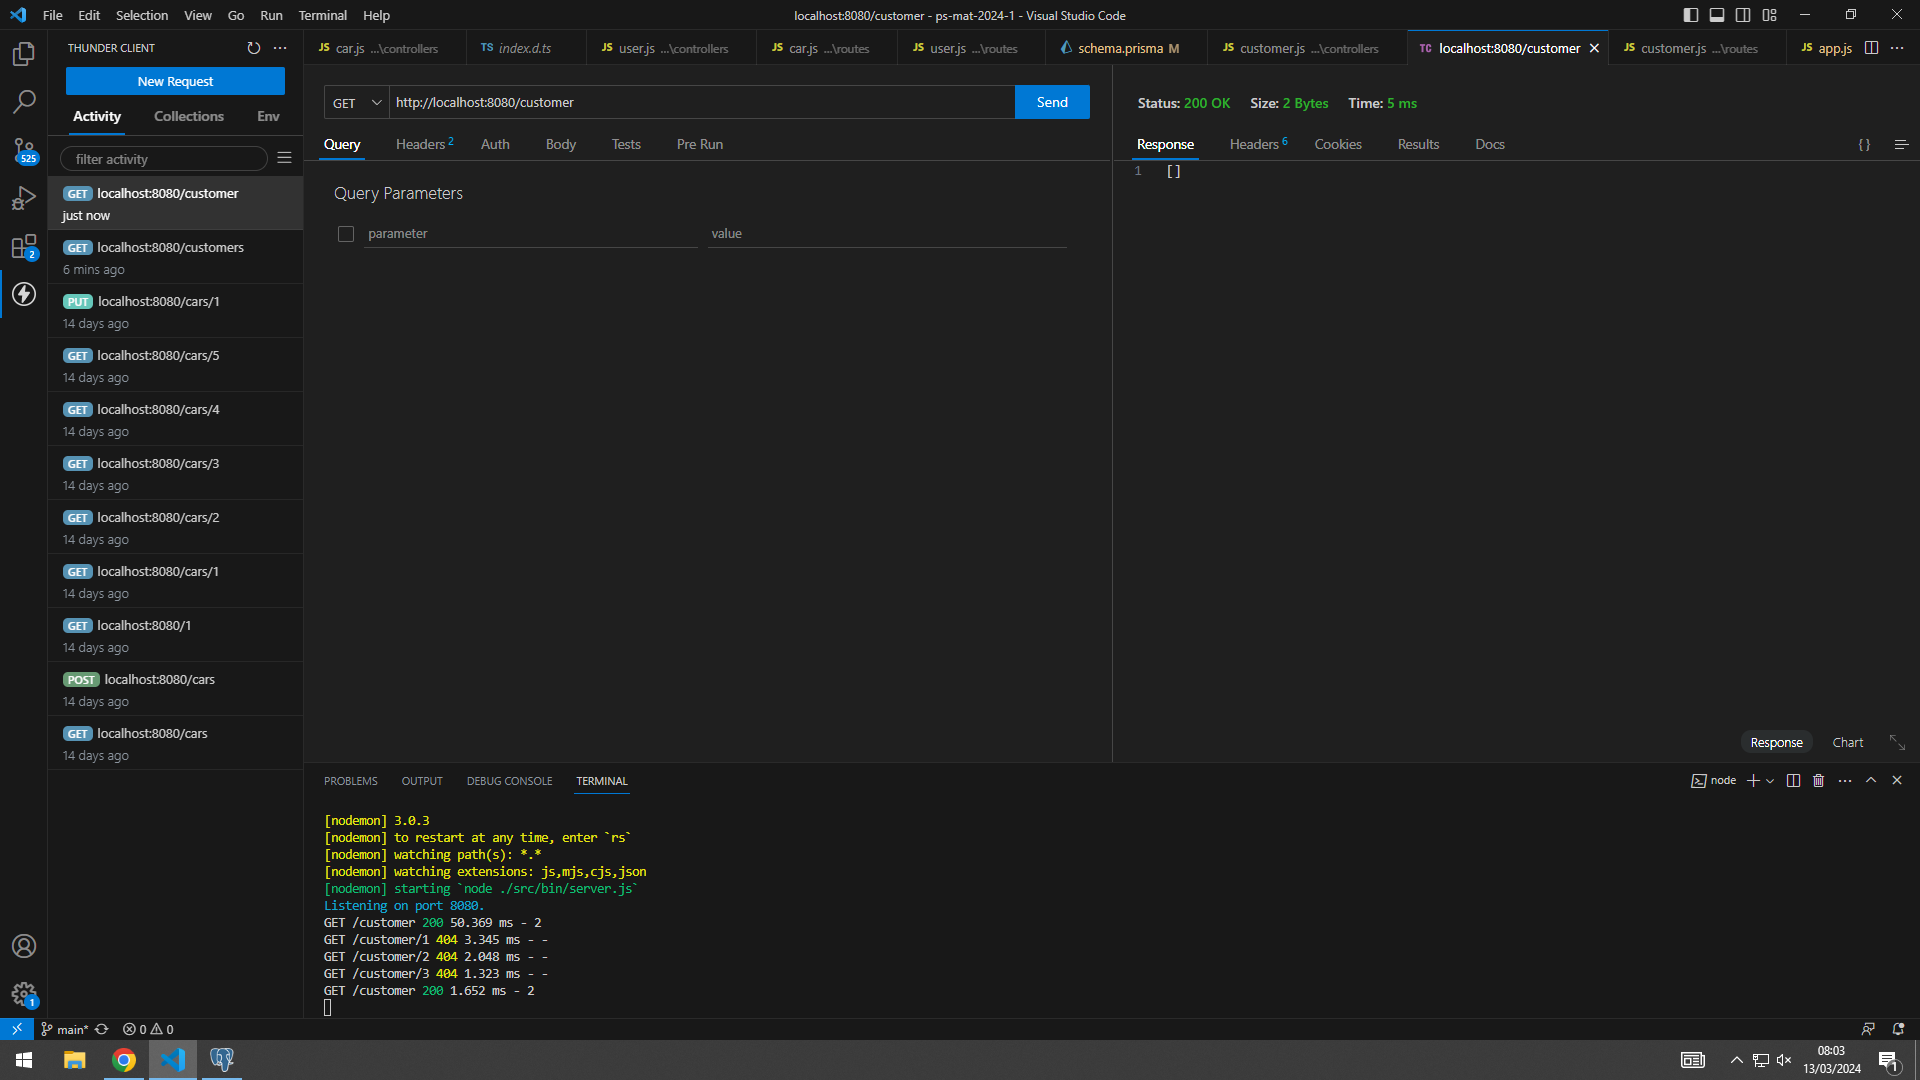 File Edit Selection View Go Run Terminal Help
localhost:8080/customer - ps-mat-2024-1 - Visual Studio Code
THUNDER CLIENT
New Request
Activity Collections Env
filter activity
GET localhost:8080/customer
just now
GET localhost:8080/customers
6 mins ago
PUT localhost:8080/cars/1
14 days ago
GET localhost:8080/cars/5
14 days ago
GET localhost:8080/cars/4
14 days ago
GET localhost:8080/cars/3
14 days ago
GET localhost:8080/cars/2
14 days ago
GET localhost:8080/cars/1
14 days ago
GET localhost:8080/1
14 days ago
POST localhost:8080/cars
14 days ago
GET localhost:8080/cars
14 days ago
525
2
1
JS car.js ...\controllers
TS index.d.ts
JS user.js ...\controllers
JS car.js ...\routes
JS user.js ...\routes
schema.prisma M
JS customer.js ...\controllers
TC localhost:8080/customer
JS customer.js ...\routes
JS app.js
GET http://localhost:8080/customer Send
Query Headers 2 Auth Body Tests Pre Run
Query Parameters
parameter value
Status: 200 OK Size: 2 Bytes Time: 5 ms
Response Headers 6 Cookies Results Docs
{ }
1 []
Response Chart
PROBLEMS OUTPUT DEBUG CONSOLE TERMINAL
node
[nodemon] 3.0.3
[nodemon] to restart at any time, enter `rs`
[nodemon] watching path(s): *.*
[nodemon] watching extensions: js,mjs,cjs,json
[nodemon] starting `node ./src/bin/server.js`
Listening on port 8080.
GET /customer 200 50.369 ms - 2
GET /customer/1 404 3.345 ms - -
GET /customer/2 404 2.048 ms - -
GET /customer/3 404 1.323 ms - -
GET /customer 200 1.652 ms - 2
main* 0 0
08:03
13/03/2024
1